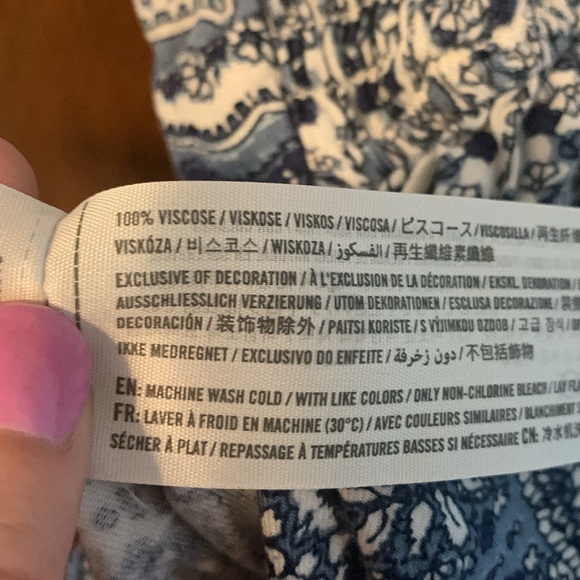 100% VISCOSE / VISKOSE / VISKOS / VISCOSA / ビスコース / VISCOSILLA / 再生纤
VISKÓZA / 비스코스 / WISKOZA / الفسكوز / 再生纖維素纖維
EXCLUSIVE OF DECORATION / À L'EXCLUSION DE LA DÉCORATION / EKSKL. DEKORATION /
AUSSCHLIESSLICH VERZIERUNG / UTOM DEKORATIONEN / ESCLUSA DECORAZIONE /
DECORACIÓN / 装饰物除外 / PAITSI KORISTE / S VÝJIMKOU OZDOB / 고급 장식 /
IKKE MEDREGNET / EXCLUSIVO DO ENFEITE / دون زخرفة / 不包括飾物
EN: MACHINE WASH COLD / WITH LIKE COLORS / ONLY NON-CHLORINE BLEACH / LAY
FR: LAVER À FROID EN MACHINE (30°C) / AVEC COULEURS SIMILAIRES / BLANCHIMENT
SÉCHER À PLAT / REPASSAGE À TEMPÉRATURES BASSES SI NÉCESSAIRE CN: 冷水机洗